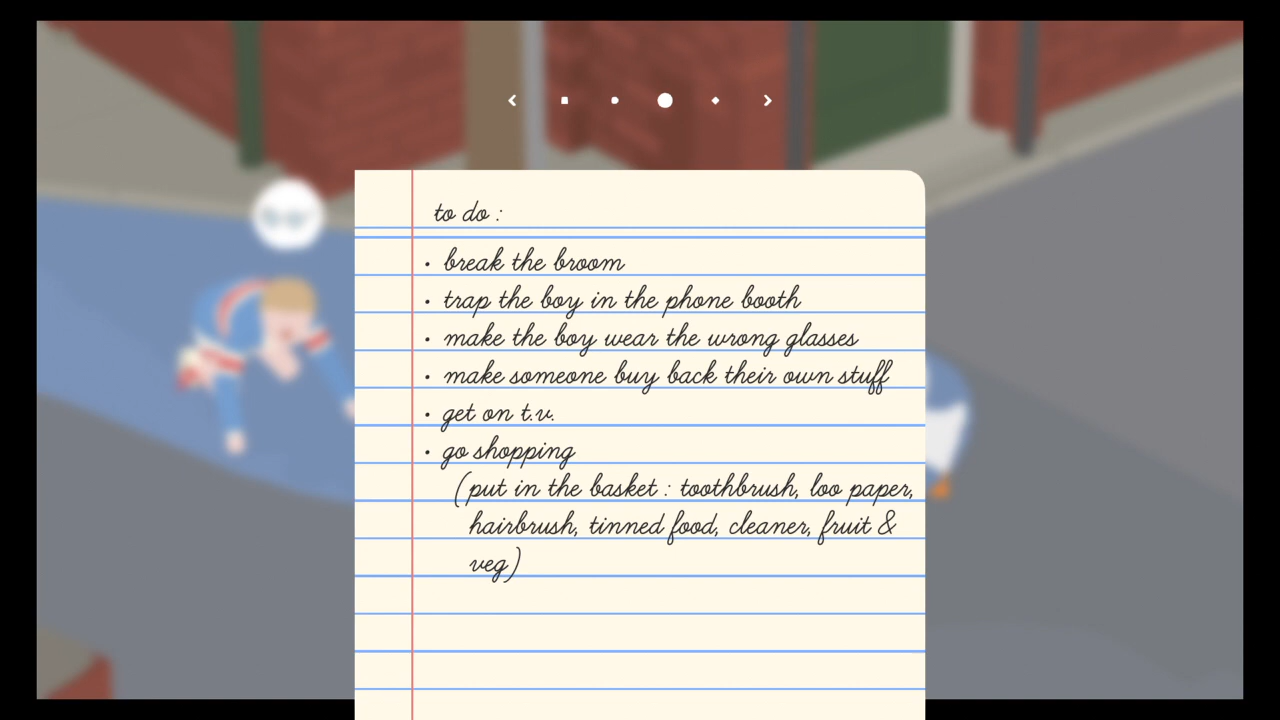 to do :
• break the broom
• trap the boy in the phone booth
• make the boy wear the wrong glasses
• make someone buy back their own stuff
• get on t.v.
• go shopping
(put in the basket : toothbrush, loo paper,
hairbrush, tinned food, cleaner, fruit &
veg)